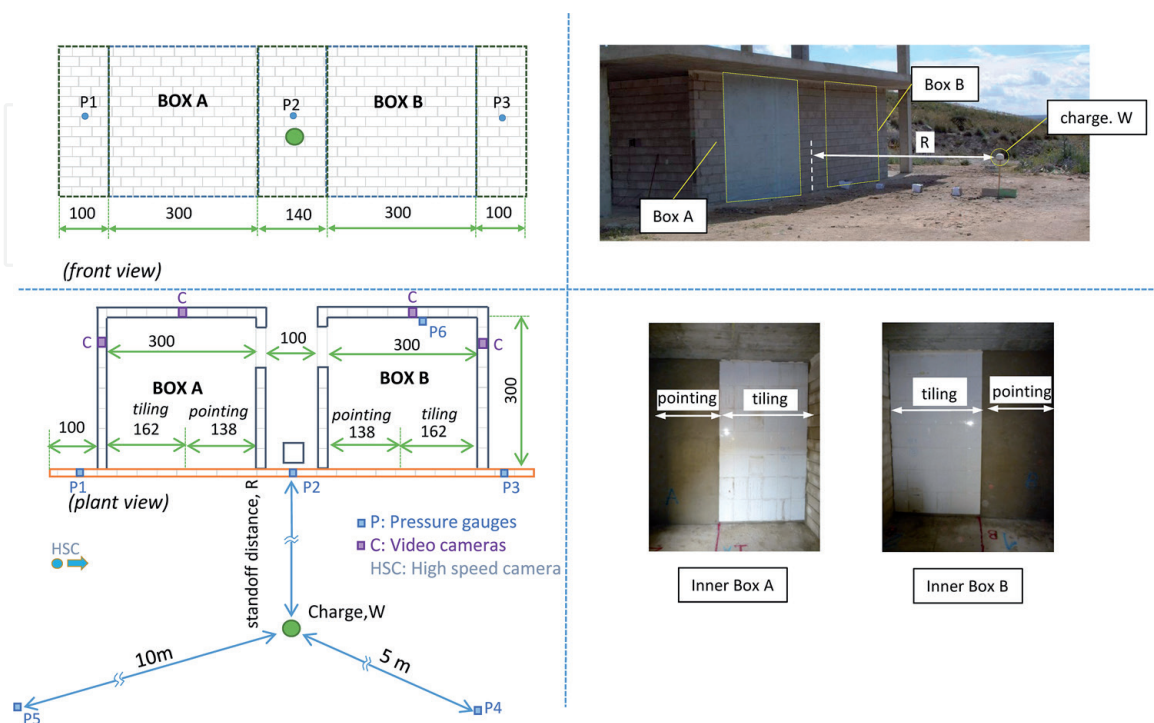 P1
BOX A
P2
BOX B
P3
100
300
140
300
100
(front view)
Box B
charge. W
R
Box A
C
C
C
P6
C
300
100
300
300
BOX A
BOX B
tiling
162
pointing
138
pointing
138
tiling
162
100
P1
P2
P3
(plant view)
standoff distance, R
P: Pressure gauges
C: Video cameras
HSC: High speed camera
HSC
Charge,W
10m
5 m
P5
P4
pointing
tiling
tiling
pointing
Inner Box A
Inner Box B